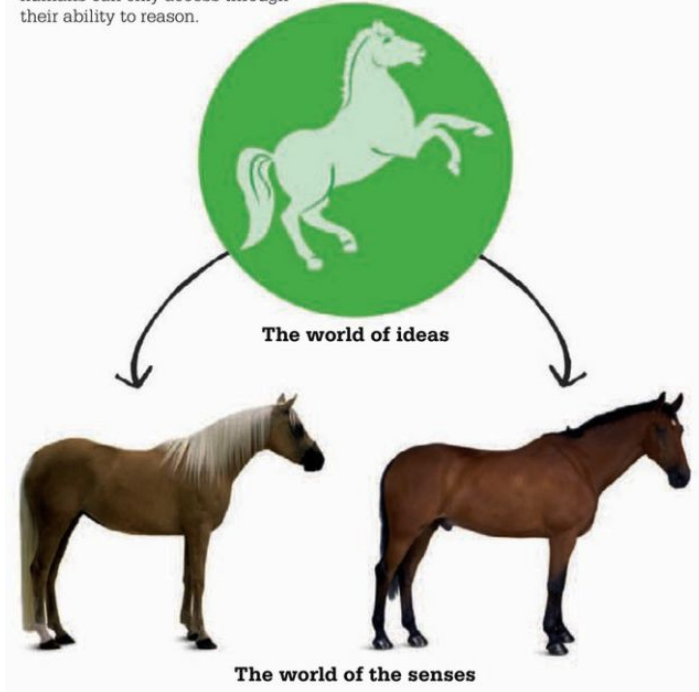 their ability to reason.
The world of ideas
The world of the senses